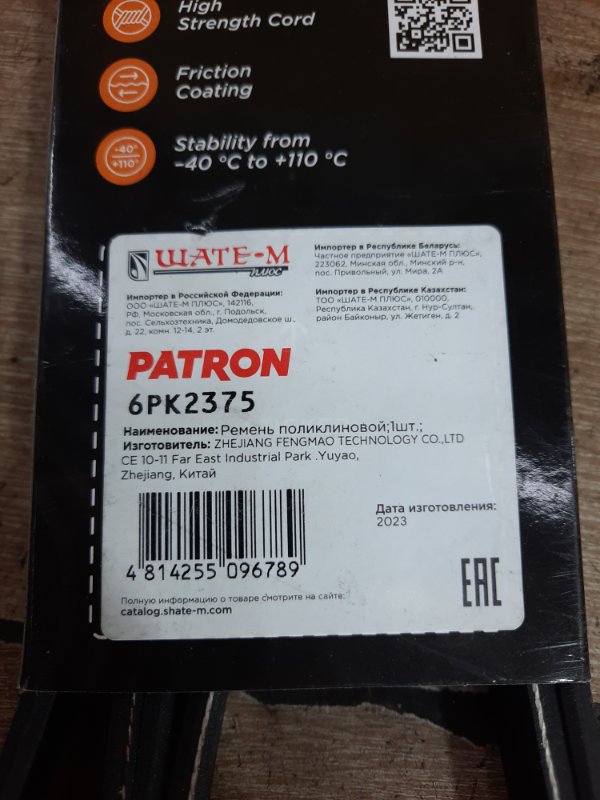 High
Strength Cord
Friction
Coating
-40°
+110°
Stability from
-40 °C to +110 °C
ШАТЕ-М
ПЛЮС
Импортер в Российской Федерации:
ООО «ШАТЕ-М ПЛЮС», 142116,
РФ, Московская обл., г. Подольск,
пос. Сельхозтехника, Домодедовское ш.,
д. 22, комн. 12-14, 2 эт.
Импортер в Республике Беларусь:
Частное предприятие «ШАТЕ-М ПЛЮС»,
223062, Минская обл., Минский р-н,
пос. Привольный, ул. Мира, 2А
Импортер в Республике Казахстан:
ТОО «ШАТЕ-М ПЛЮС», 010000,
Республика Казахстан, г. Нур-Султан,
район Байконыр, ул. Жетиген, д. 2
PATRON
6PK2375
Наименование: Ремень поликлиновой;1шт.;
Изготовитель: ZHEJIANG FENGMAO TECHNOLOGY CO.,LTD
CE 10-11 Far East Industrial Park .Yuyao,
Zhejiang, Китай
Дата изготовления:
2023
4 814255 096789
EAC
Полную информацию о товаре смотрите на сайте:
catalog.shate-m.com